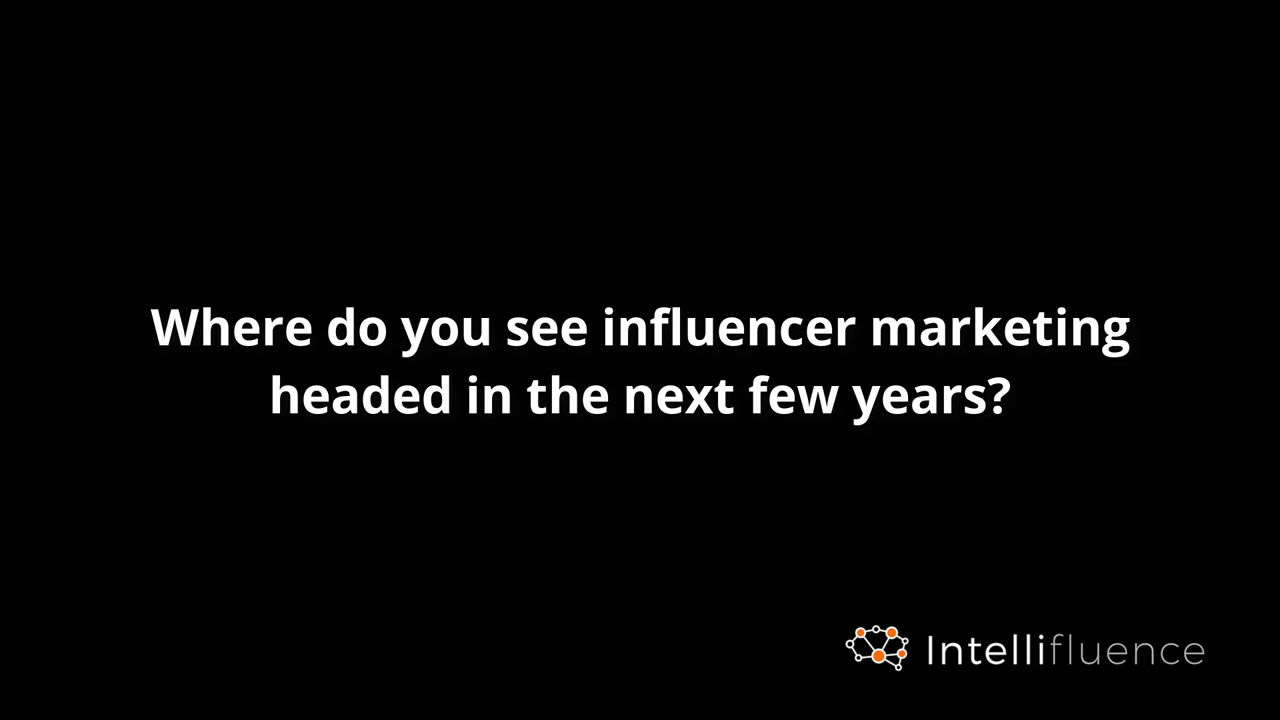 Where do you see influencer marketing
headed in the next few years?
Intellifluence